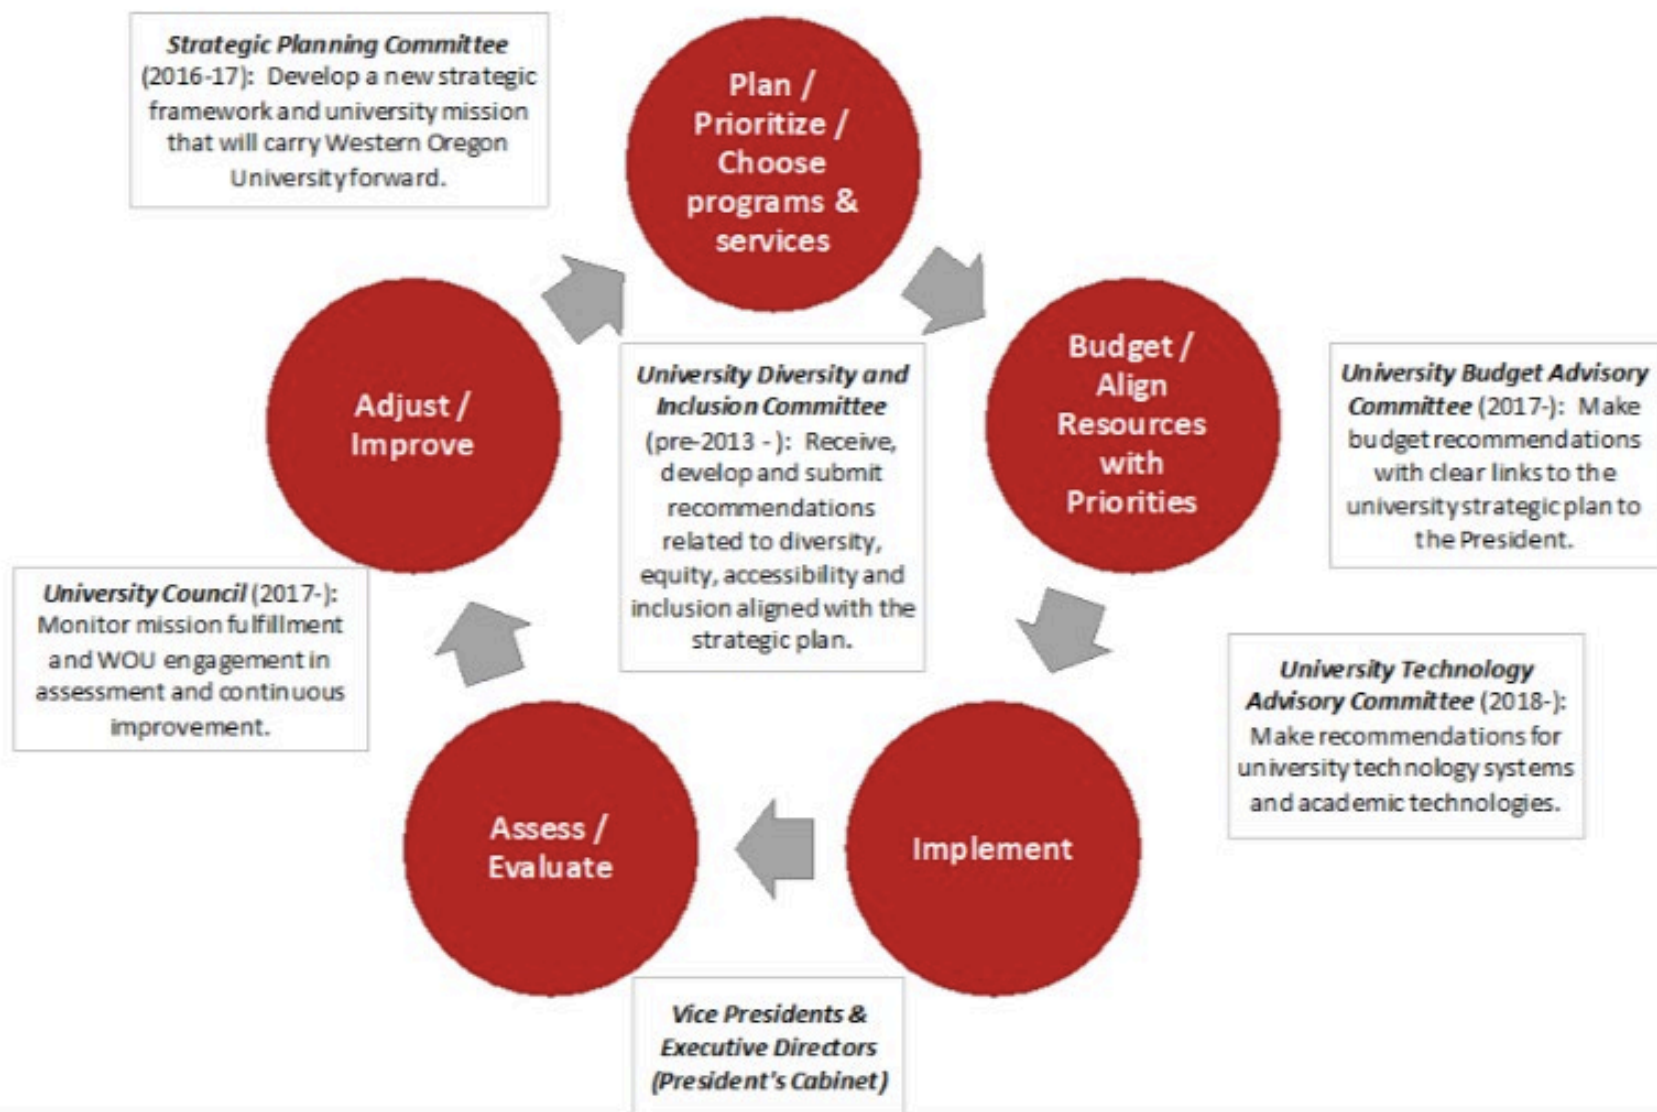 Strategic Planning Committee
(2016-17): Develop a new strategic
framework and university mission
that will carry Western Oregon
University forward.
Plan /
Prioritize /
Choose
programs &
services
Budget /
Align
Resources
with
Priorities
University Budget Advisory
Committee (2017-): Make
budget recommendations
with clear links to the
university strategic plan to
the President.
University Technology
Advisory Committee (2018-):
Make recommendations for
university technology systems
and academic technologies.
Implement
Vice Presidents &
Executive Directors
(President's Cabinet)
Assess /
Evaluate
University Council (2017-):
Monitor mission fulfillment
and WOU engagement in
assessment and continuous
improvement.
Adjust /
Improve
University Diversity and
Inclusion Committee
(pre-2013 - ): Receive,
develop and submit
recommendations
related to diversity,
equity, accessibility and
inclusion aligned with the
strategic plan.